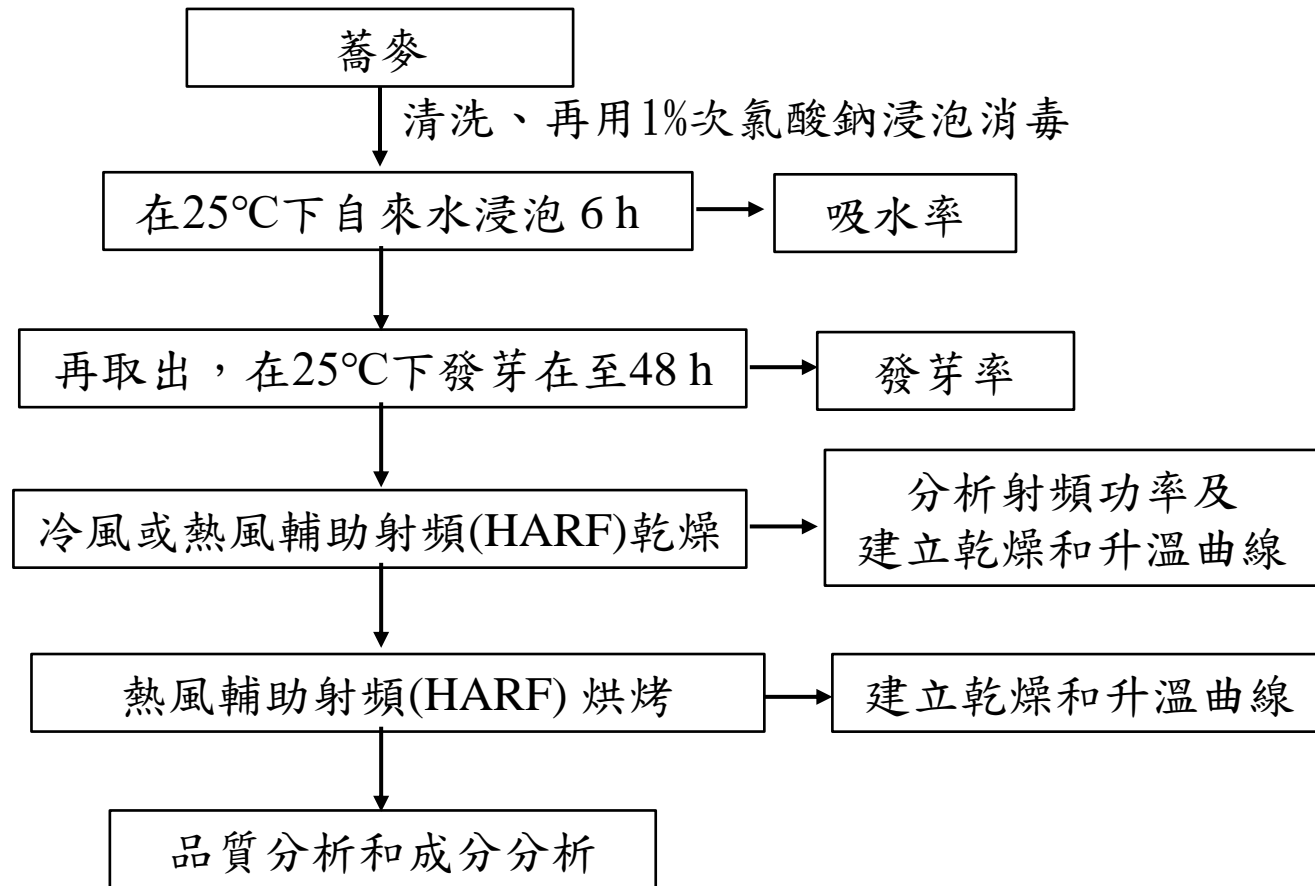 蕎麥
清洗、再用1%次氯酸鈉浸泡消毒
在25℃下自來水浸泡 6 h
吸水率
再取出，在25℃下發芽在至48 h
發芽率
冷風或熱風輔助射頻(HARF)乾燥
分析射頻功率及
建立乾燥和升溫曲線
熱風輔助射頻(HARF) 烘烤
建立乾燥和升溫曲線
品質分析和成分分析